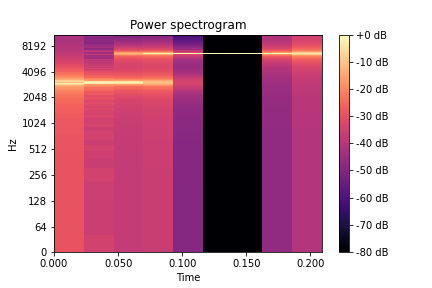 Power spectrogram
8192
4096
2048
1024
512
256
128
64
0
Hz
0.000 0.050 0.100 0.150 0.200
Time
+0 dB
-10 dB
-20 dB
-30 dB
-40 dB
-50 dB
-60 dB
-70 dB
-80 dB